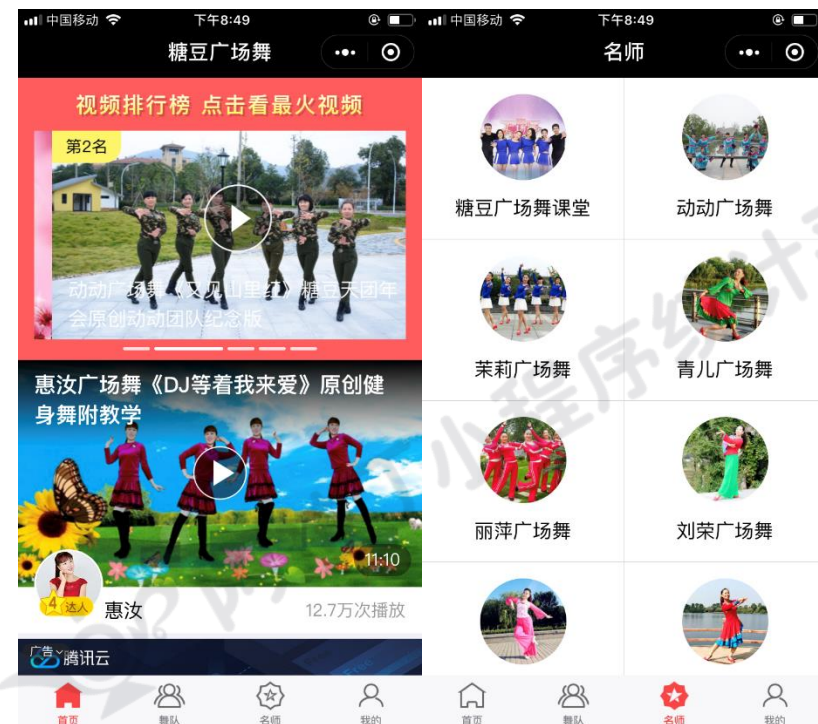 中国移动
下午8:49
糖豆广场舞
视频排行榜 点击看最火视频
第2名
动动广场舞《又见山里红》糖豆天团年
会原创动动团队纪念版
惠汝广场舞《DJ等着我来爱》原创健
身舞附教学
11:10
4 达人
惠汝
12.7万次播放
广告
腾讯云
首页
舞队
名师
我的
中国移动
下午8:49
名师
糖豆广场舞课堂
动动广场舞
茉莉广场舞
青儿广场舞
丽萍广场舞
刘荣广场舞
首页
舞队
名师
我的